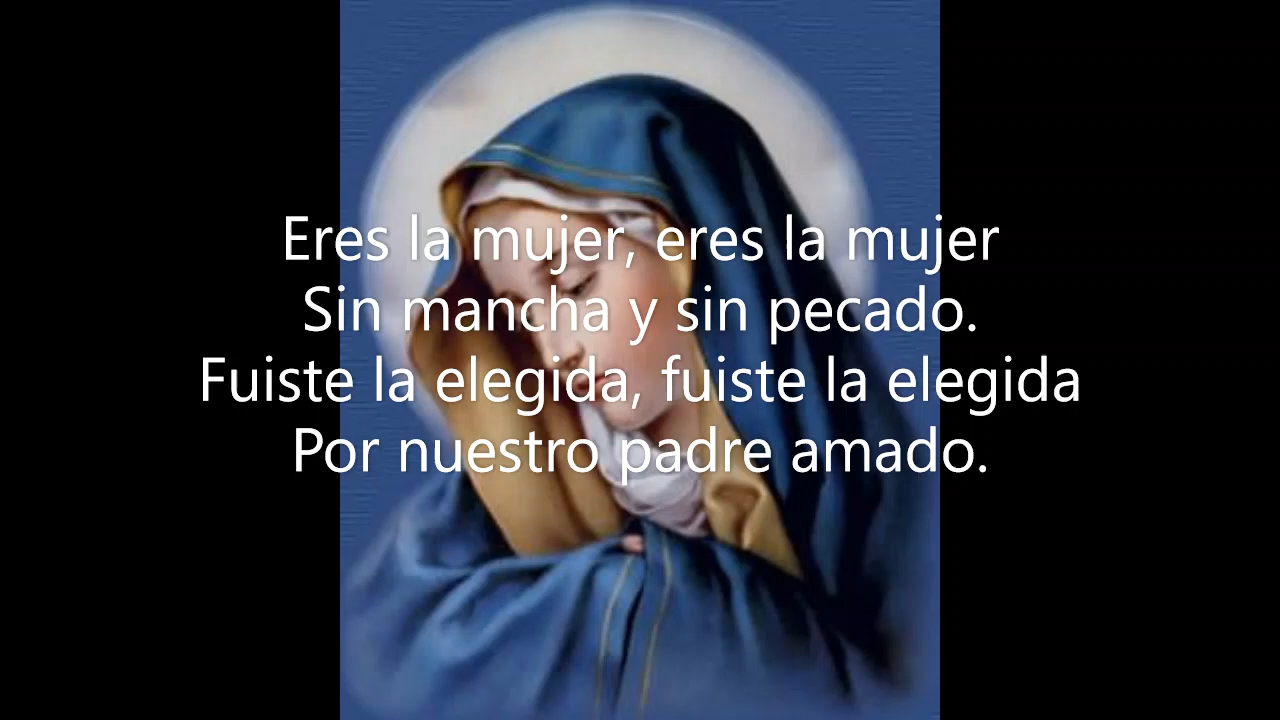 Eres la mujer, eres la mujer
Sin mancha y sin pecado.
Fuiste la elegida, fuiste la elegida
Por nuestro padre amado.